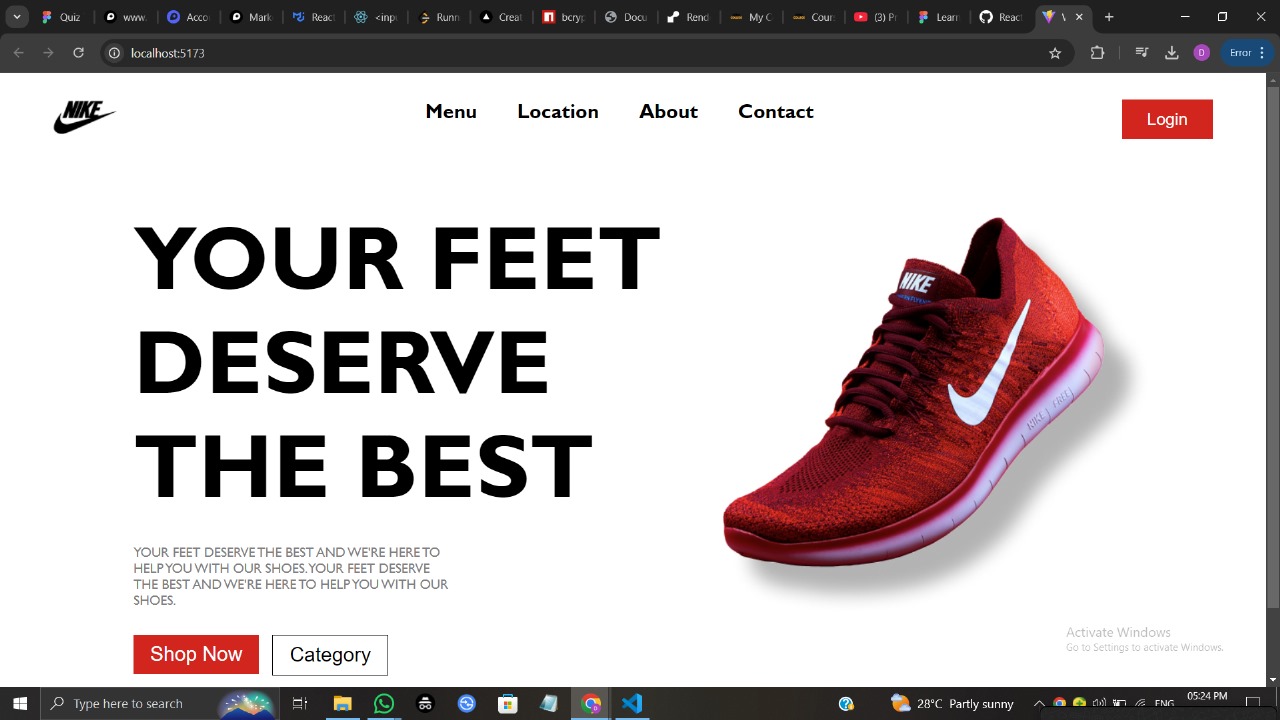 Quiz
www.
Acco
Mark
React
<inpu
Runn
Creat
bcryp
Docu
Rend
My C
Cour
(3) Pr
Learn
React
localhost:5173
D
Error
NIKE
Menu Location About Contact
Login
YOUR FEET
DESERVE
THE BEST
NIKE
NIKE FREE
YOUR FEET DESERVE THE BEST AND WE'RE HERE TO
HELP YOU WITH OUR SHOES.YOUR FEET DESERVE
THE BEST AND WE'RE HERE TO HELP YOU WITH OUR
SHOES.
Shop Now Category
Activate Windows
Go to Settings to activate Windows.
Type here to search
28°C Partly sunny
ENG
05:24 PM